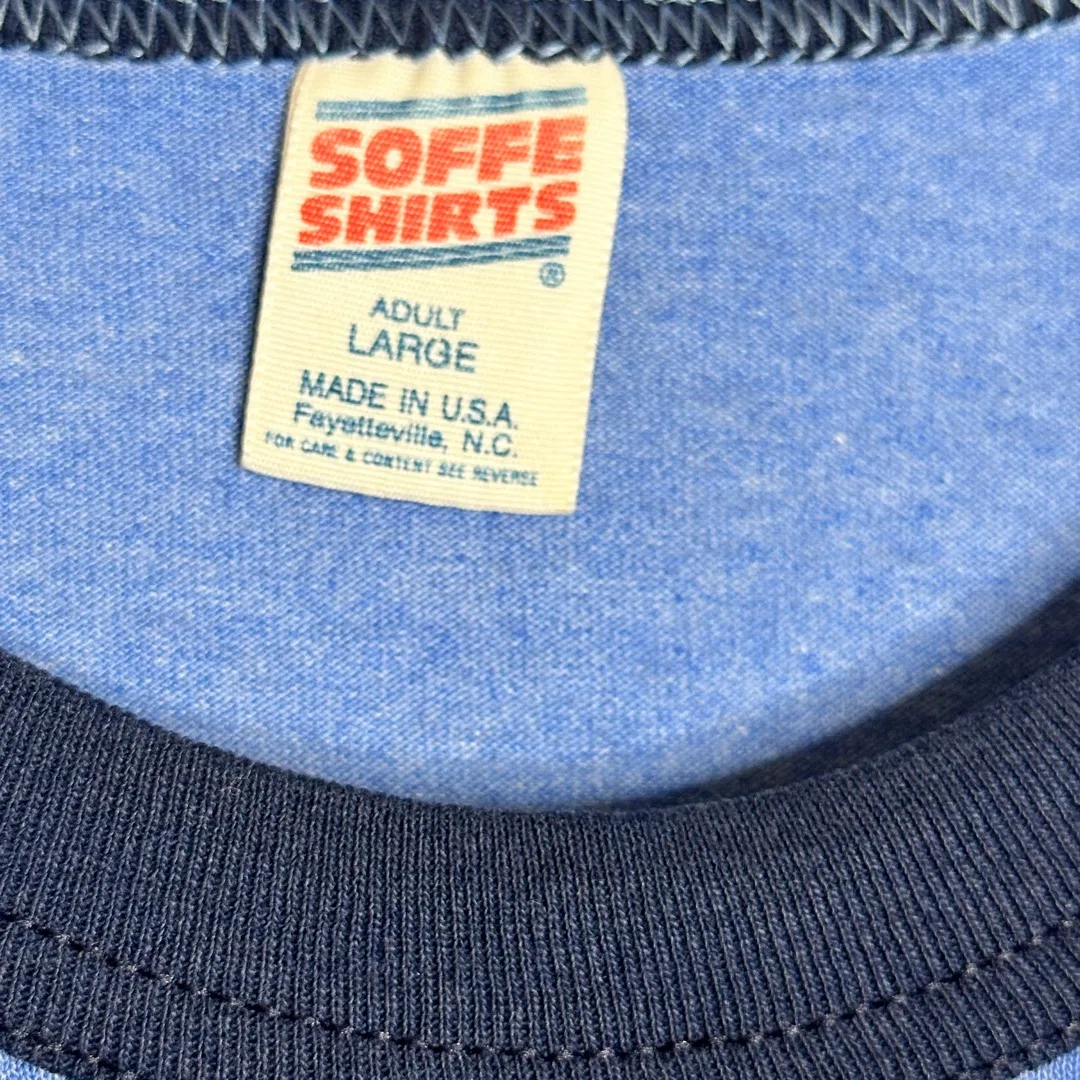 SOFFE
SHIRTS
®
ADULT
LARGE
MADE IN U.S.A.
Fayetteville, N.C.
FOR CARE & CONTENT SEE REVERSE